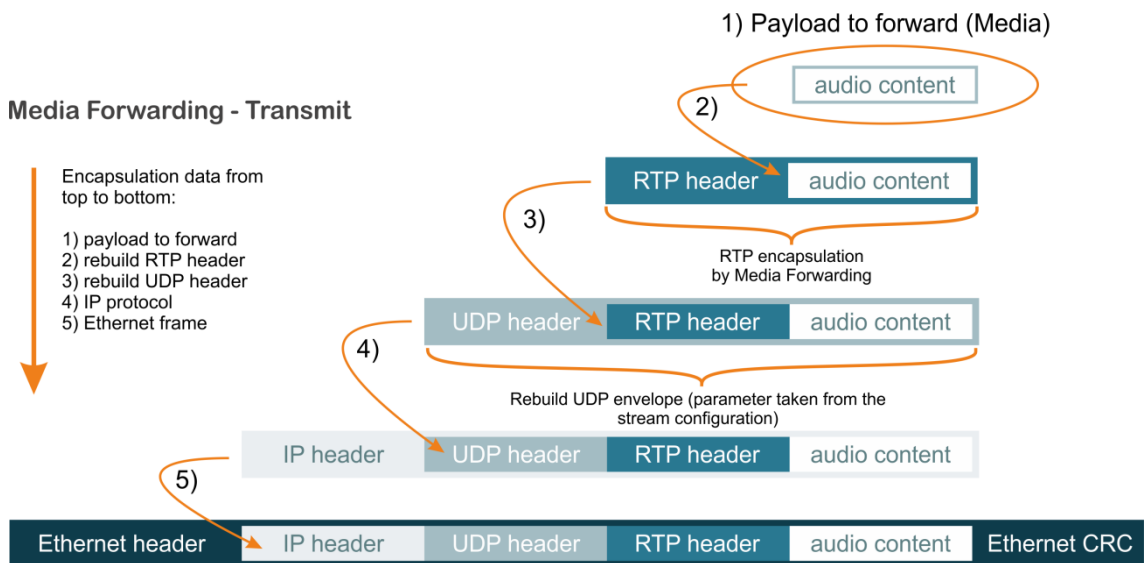 1) Payload to forward (Media)
audio content
Media Forwarding - Transmit
2)
Encapsulation data from
top to bottom:
1) payload to forward
2) rebuild RTP header
3) rebuild UDP header
4) IP protocol
5) Ethernet frame
RTP header audio content
3)
RTP encapsulation
by Media Forwarding
UDP header RTP header audio content
4)
Rebuild UDP envelope (parameter taken from the
stream configuration)
IP header UDP header RTP header audio content
5)
Ethernet header IP header UDP header RTP header audio content Ethernet CRC